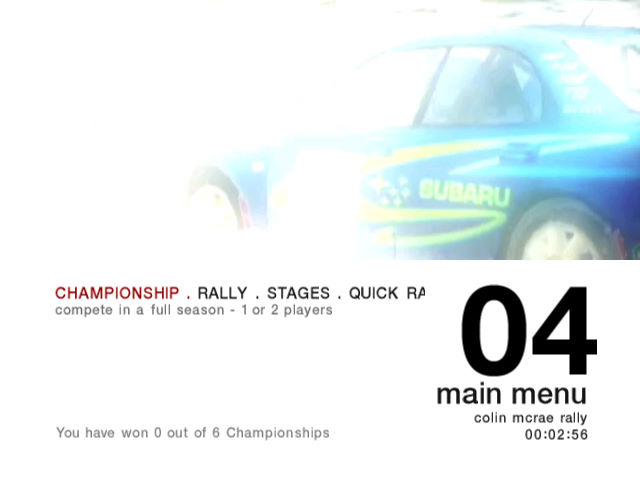 SUBARU
CHAMPIONSHIP . RALLY . STAGES . QUICK RA
compete in a full season - 1 or 2 players
04
main menu
colin mcrae rally
00:02:56
You have won 0 out of 6 Championships